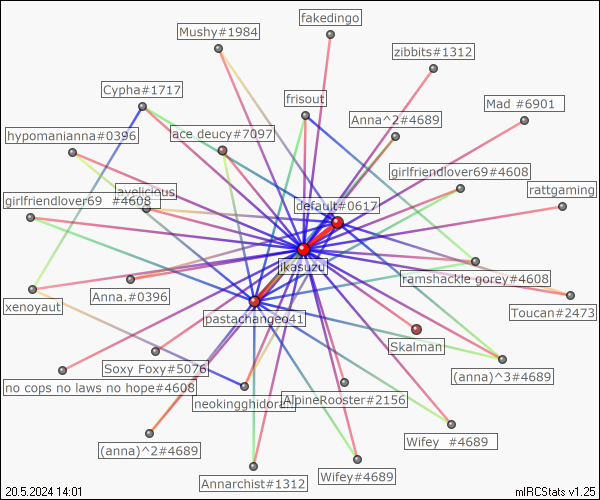 fakedingo
Mushy#1984
zibbits#1312
Cypha#1717
frisout
Mad #6901
Anna^2#4689
hypomanianna#0396
ace deucy#7097
girlfriendlover69#4608
rattgaming
girlfriendlover69 #4608
default#0617
ikasuzu
ramshackle gorey#4608
xenoyaut
Anna.#0396
Toucan#2473
pastachangeo41
Skalman
Soxy Foxy#5076
(anna)^3#4689
no cops no laws no hope#4608
AlpineRooster#2156
Wifey #4689
(anna)^2#4689
Annarchist#1312
Wifey#4689
20.5.2024 14:01
mIRCStats v1.25